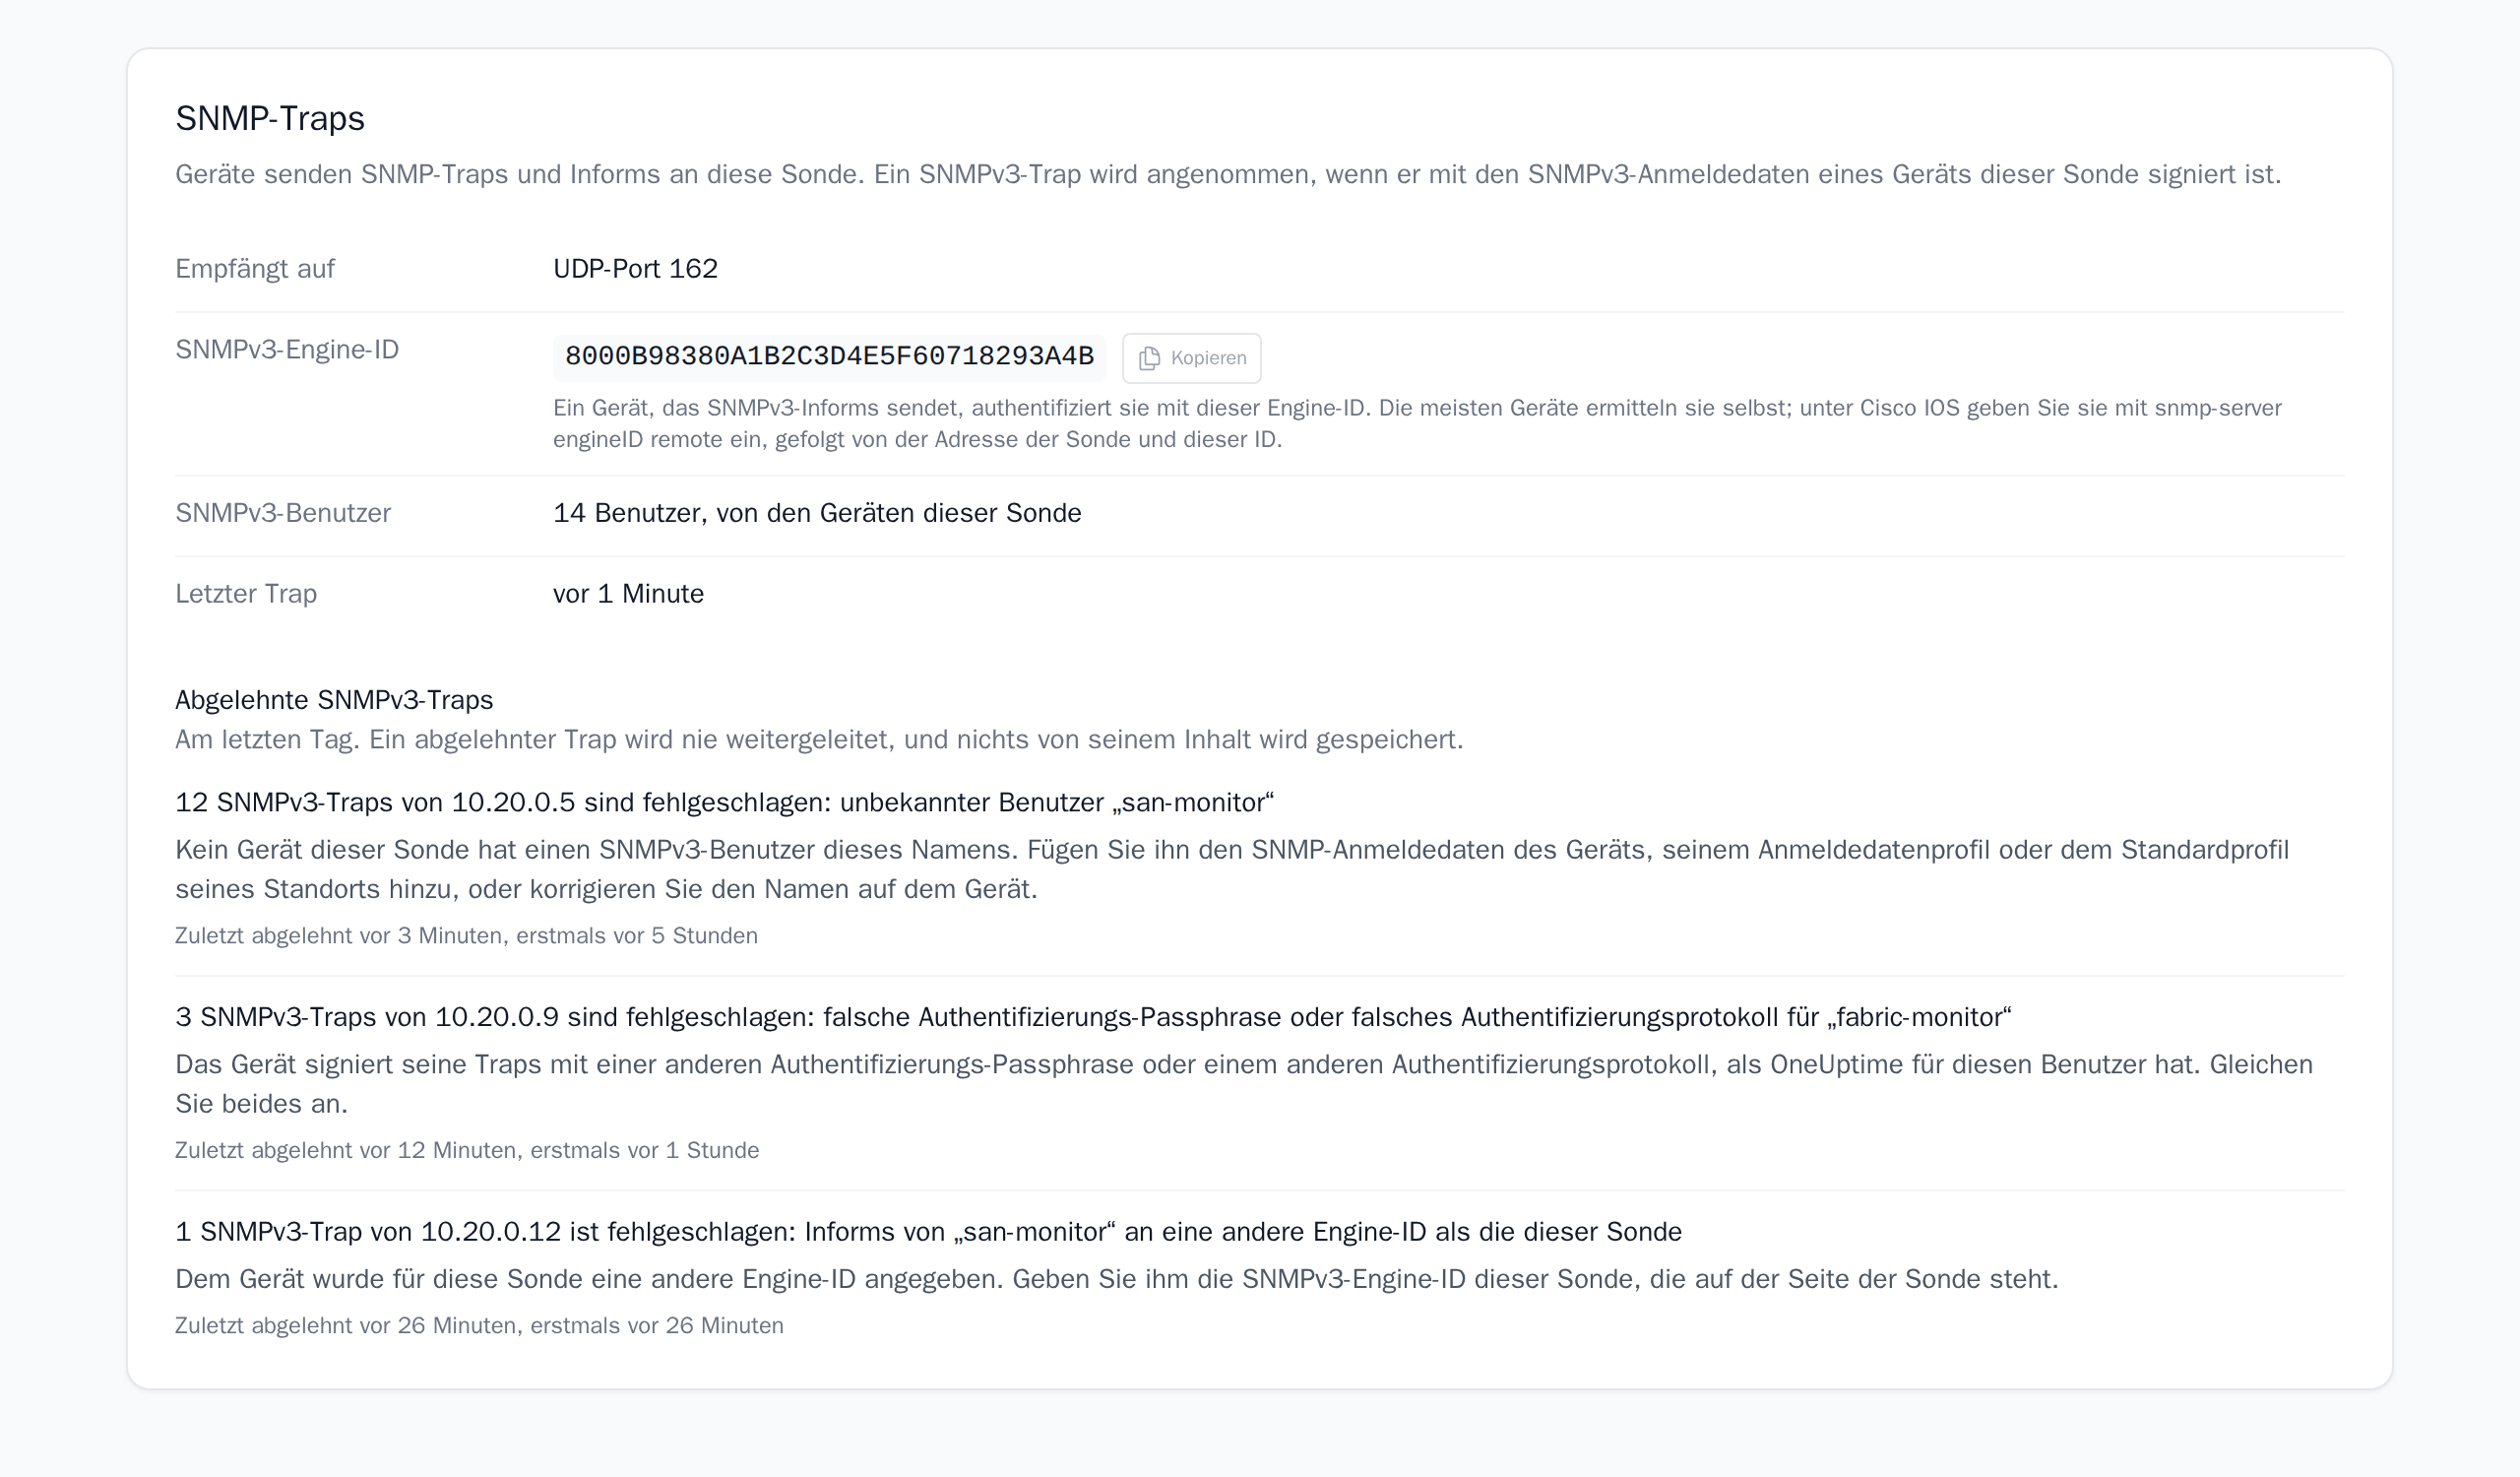 SNMP-Traps
Geräte senden SNMP-Traps und Informs an diese Sonde. Ein SNMPv3-Trap wird angenommen, wenn er mit den SNMPv3-Anmeldedaten eines Geräts dieser Sonde signiert ist.
Empfängt auf UDP-Port 162
SNMPv3-Engine-ID 8000B98380A1B2C3D4E5F60718293A4B Kopieren
Ein Gerät, das SNMPv3-Informs sendet, authentifiziert sie mit dieser Engine-ID. Die meisten Geräte ermitteln sie selbst; unter Cisco IOS geben Sie sie mit snmp-server
engineID remote ein, gefolgt von der Adresse der Sonde und dieser ID.
SNMPv3-Benutzer 14 Benutzer, von den Geräten dieser Sonde
Letzter Trap vor 1 Minute
Abgelehnte SNMPv3-Traps
Am letzten Tag. Ein abgelehnter Trap wird nie weitergeleitet, und nichts von seinem Inhalt wird gespeichert.
12 SNMPv3-Traps von 10.20.0.5 sind fehlgeschlagen: unbekannter Benutzer „san-monitor“
Kein Gerät dieser Sonde hat einen SNMPv3-Benutzer dieses Namens. Fügen Sie ihn den SNMP-Anmeldedaten des Geräts, seinem Anmeldedatenprofil oder dem Standardprofil
seines Standorts hinzu, oder korrigieren Sie den Namen auf dem Gerät.
Zuletzt abgelehnt vor 3 Minuten, erstmals vor 5 Stunden
3 SNMPv3-Traps von 10.20.0.9 sind fehlgeschlagen: falsche Authentifizierungs-Passphrase oder falsches Authentifizierungsprotokoll für „fabric-monitor“
Das Gerät signiert seine Traps mit einer anderen Authentifizierungs-Passphrase oder einem anderen Authentifizierungsprotokoll, als OneUptime für diesen Benutzer hat. Gleichen
Sie beides an.
Zuletzt abgelehnt vor 12 Minuten, erstmals vor 1 Stunde
1 SNMPv3-Trap von 10.20.0.12 ist fehlgeschlagen: Informs von „san-monitor“ an eine andere Engine-ID als die dieser Sonde
Dem Gerät wurde für diese Sonde eine andere Engine-ID angegeben. Geben Sie ihm die SNMPv3-Engine-ID dieser Sonde, die auf der Seite der Sonde steht.
Zuletzt abgelehnt vor 26 Minuten, erstmals vor 26 Minuten